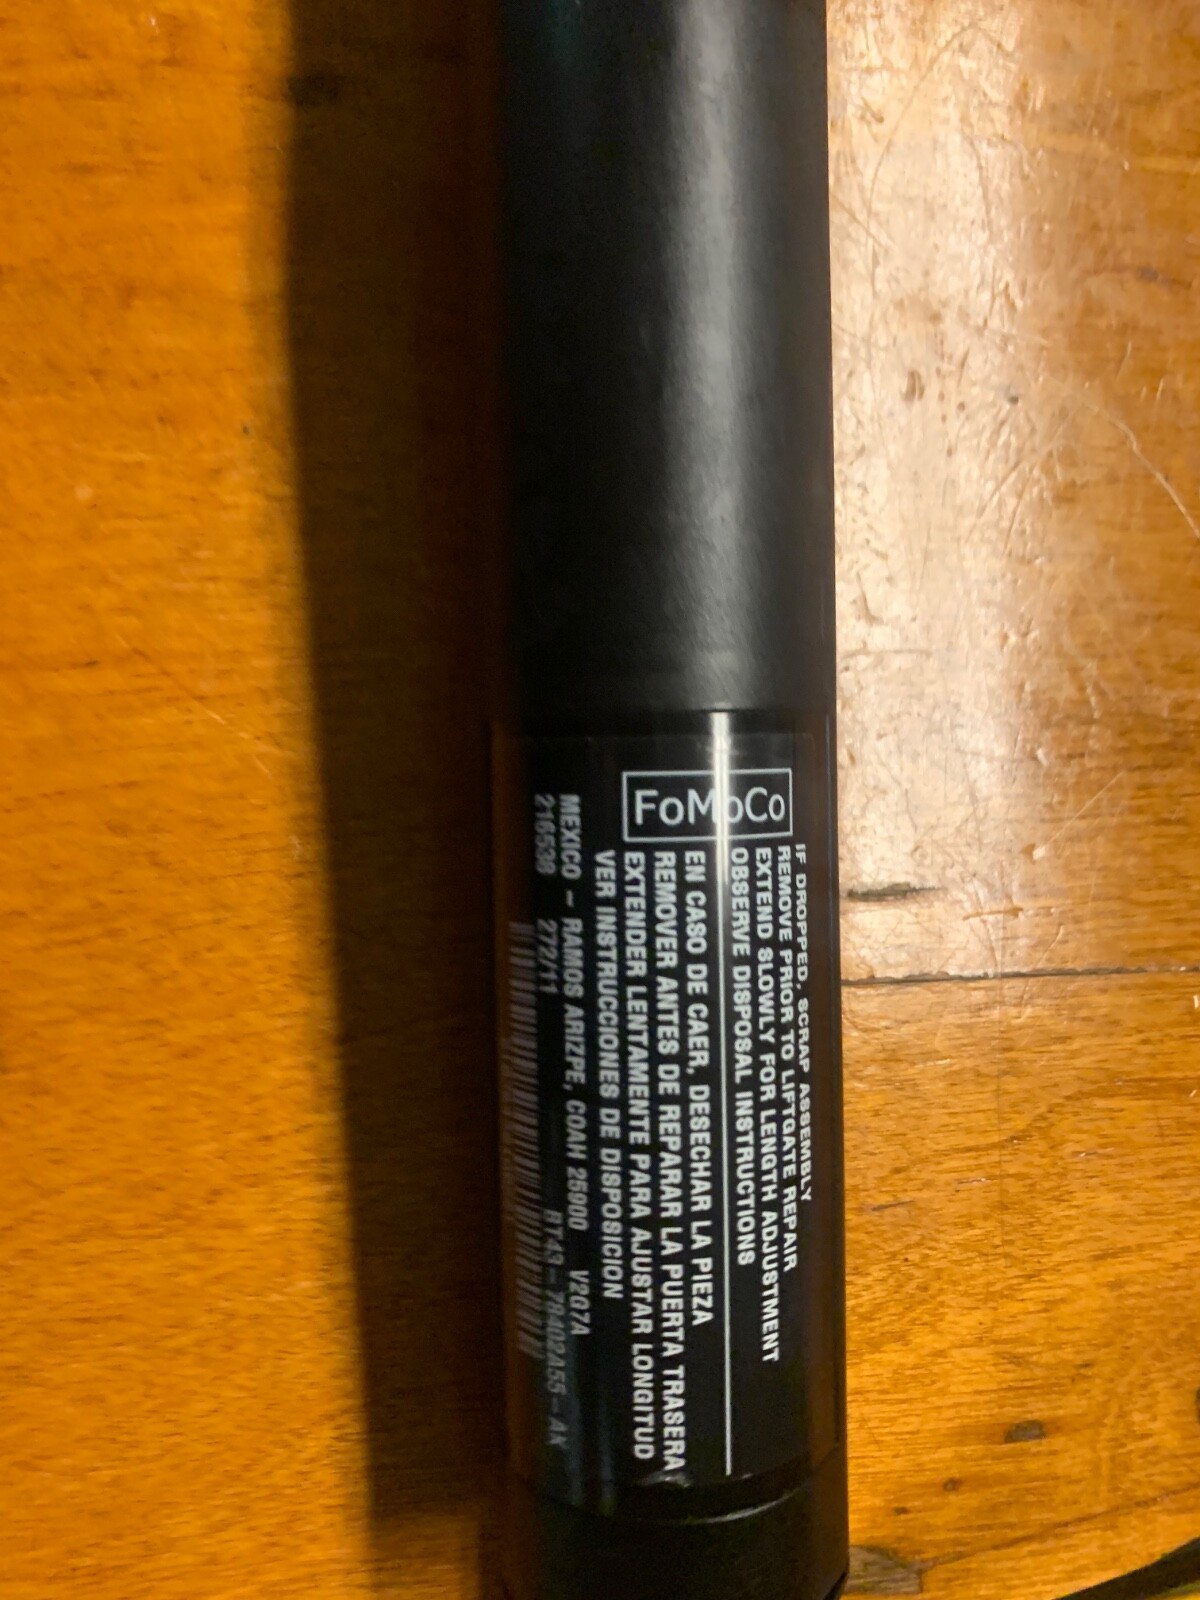 FoMoCo
IF DROPPED, SCRAP ASSEMBLY
REMOVE PRIOR TO LIFTGATE REPAIR
EXTEND SLOWLY FOR LENGTH ADJUSTMENT
OBSERVE DISPOSAL INSTRUCTIONS
EN CASO DE CAER, DESECHAR LA PIEZA
REMOVER ANTES DE REPARAR LA PUERTA TRASERA
EXTENDER LENTAMENTE PARA AJUSTAR LONGITUD
VER INSTRUCCIONES DE DISPOSICION
MEXICO - RAMOS ARIZPE, COAH 25900 V2G7A
216538 272/11 BT43-78402A55-AK